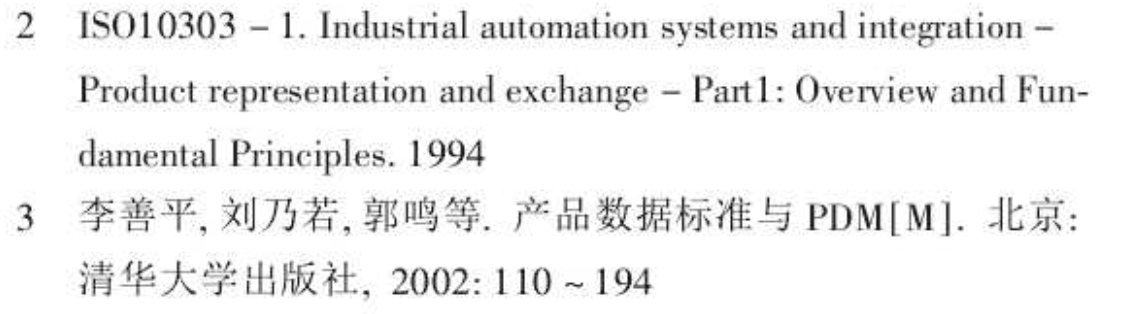 2 ISO10303 – 1. Industrial automation systems and integration –
Product representation and exchange – Part1: Overview and Fun-
damental Principles. 1994
3 李善平, 刘乃若, 郭鸣等. 产品数据标准与 PDM[M]. 北京:
清华大学出版社, 2002: 110 ~ 194